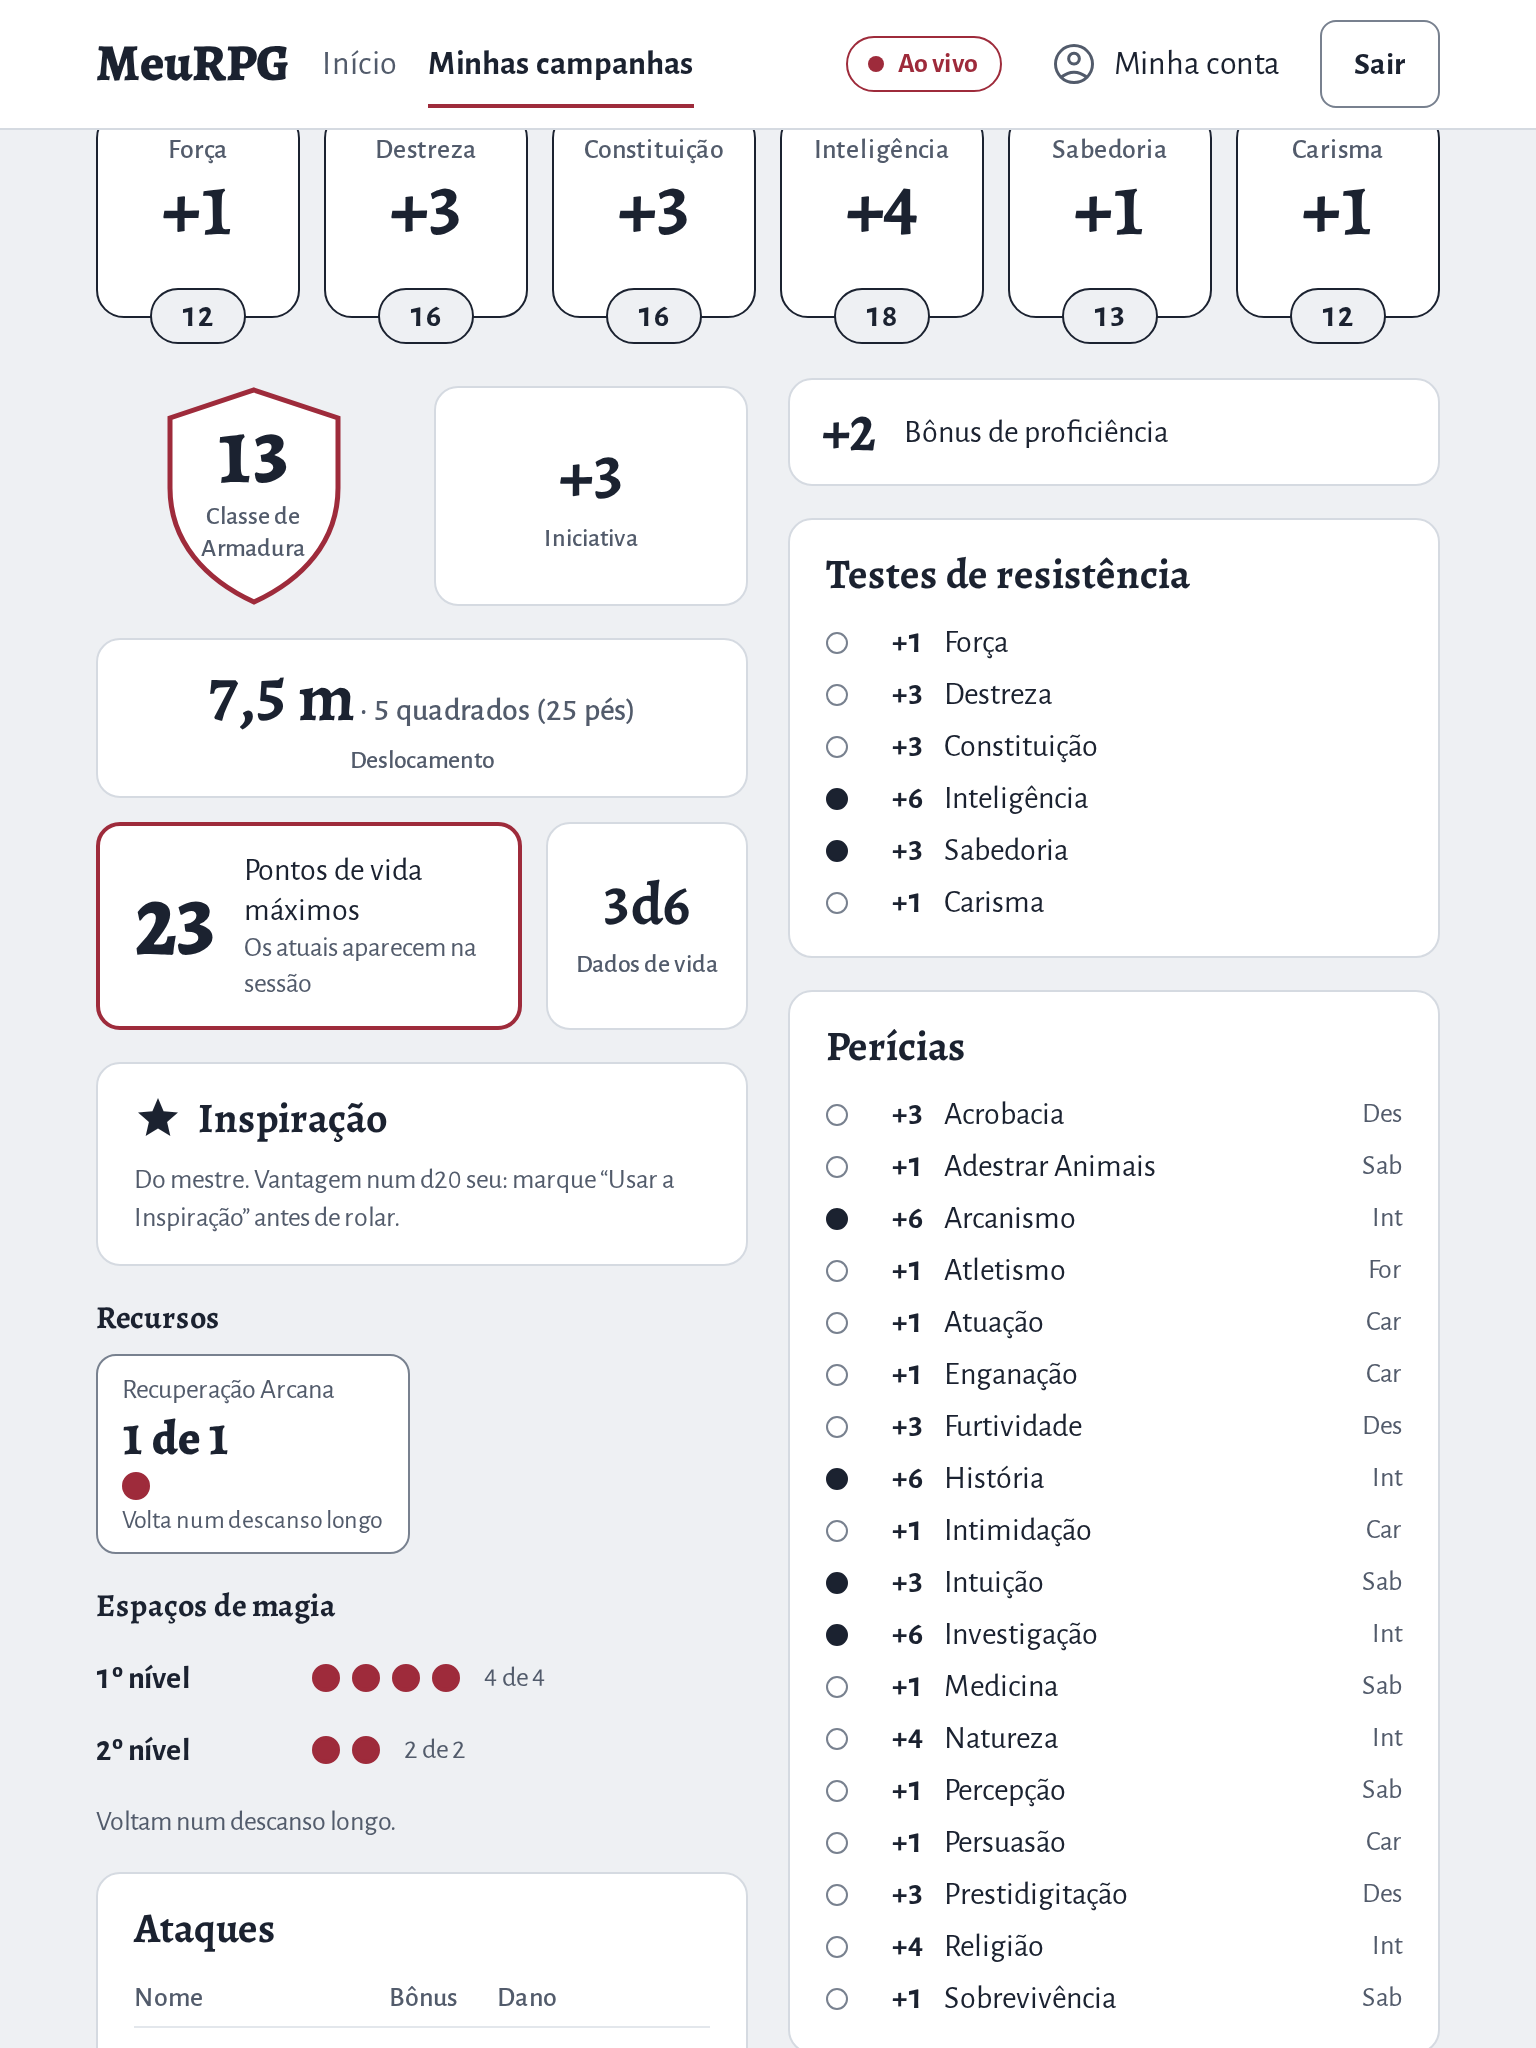 MeuRPG Início Minhas campanhas Ao vivo Minha conta Sair
Força Destreza Constituição Inteligência Sabedoria Carisma
+1 +3 +3 +4 +1 +1
12 16 16 18 13 12
13
Classe de
Armadura
+3
Iniciativa
7,5 m · 5 quadrados (25 pés)
Deslocamento
23
Pontos de vida
máximos
Os atuais aparecem na
sessão
3d6
Dados de vida
Inspiração
Do mestre. Vantagem num d20 seu: marque “Usar a
Inspiração” antes de rolar.
Recursos
Recuperação Arcana
1 de 1
Volta num descanso longo
Espaços de magia
1º nível 4 de 4
2º nível 2 de 2
Voltam num descanso longo.
Ataques
Nome Bônus Dano
+2 Bônus de proficiência
Testes de resistência
+1 Força
+3 Destreza
+3 Constituição
+6 Inteligência
+3 Sabedoria
+1 Carisma
Perícias
+3 Acrobacia Des
+1 Adestrar Animais Sab
+6 Arcanismo Int
+1 Atletismo For
+1 Atuação Car
+1 Enganação Car
+3 Furtividade Des
+6 História Int
+1 Intimidação Car
+3 Intuição Sab
+6 Investigação Int
+1 Medicina Sab
+4 Natureza Int
+1 Percepção Sab
+1 Persuasão Car
+3 Prestidigitação Des
+4 Religião Int
+1 Sobrevivência Sab